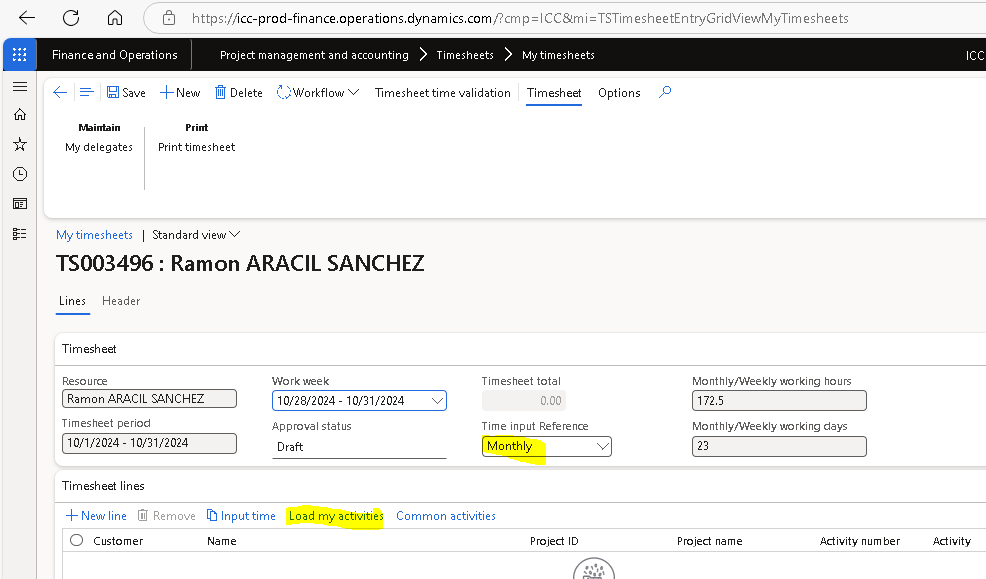 https://icc-prod-finance.operations.dynamics.com/?cmp=ICC&mi=TSTimesheetEntryGridViewMyTimesheets
Finance and Operations Project management and accounting Timesheets My timesheets ICC
Save New Delete Workflow Timesheet time validation Timesheet Options
Maintain Print
My delegates Print timesheet
My timesheets | Standard view
TS003496 : Ramon ARACIL SANCHEZ
Lines Header
Timesheet
Resource Work week Timesheet total Monthly/Weekly working hours
Ramon ARACIL SANCHEZ 10/28/2024 - 10/31/2024 0.00 172.5
Timesheet period Approval status Time input Reference Monthly/Weekly working days
10/1/2024 - 10/31/2024 Draft Monthly 23
Timesheet lines
New line Remove Input time Load my activities Common activities
Customer Name Project ID Project name Activity number Activity